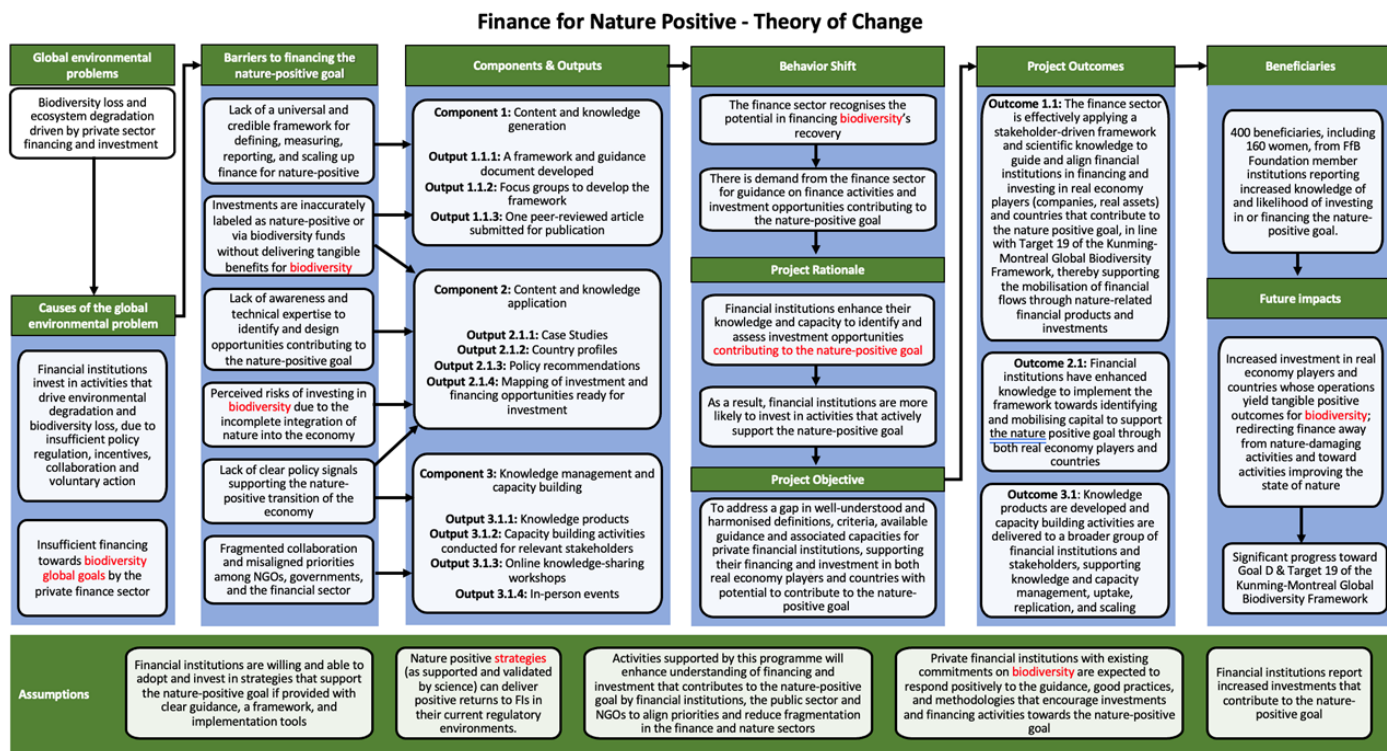 Finance for Nature Positive - Theory of Change
Global environmental
problems
Biodiversity loss and
ecosystem degradation
driven by private sector
financing and investment
Causes of the global
environmental problem
Financial institutions
invest in activities that
drive environmental
degradation and
biodiversity loss, due to
insufficient policy
regulation, incentives,
collaboration and
voluntary action
Insufficient financing
towards biodiversity
global goals by the
private finance sector
Barriers to financing the
nature-positive goal
Lack of a universal and
credible framework for
defining, measuring,
reporting, and scaling up
finance for nature-positive
Investments are inaccurately
labeled as nature-positive or
via biodiversity funds
without delivering tangible
benefits for biodiversity
Lack of awareness and
technical expertise to
identify and design
opportunities contributing
to the nature-positive goal
Perceived risks of investing in
biodiversity due to the
incomplete integration of
nature into the economy
Lack of clear policy signals
supporting the nature-
positive transition of the
economy
Fragmented collaboration
and misaligned priorities
among NGOs, governments,
and the financial sector
Components & Outputs
Component 1: Content and knowledge
generation
Output 1.1.1: A framework and guidance
document developed
Output 1.1.2: Focus groups to develop the
framework
Output 1.1.3: One peer-reviewed article
submitted for publication
Component 2: Content and knowledge
application
Output 2.1.1: Case Studies
Output 2.1.2: Country profiles
Output 2.1.3: Policy recommendations
Output 2.1.4: Mapping of investment and
financing opportunities ready for
investment
Component 3: Knowledge management and
capacity building
Output 3.1.1: Knowledge products
Output 3.1.2: Capacity building activities
conducted for relevant stakeholders
Output 3.1.3: Online knowledge-sharing
workshops
Output 3.1.4: In-person events
Behavior Shift
The finance sector recognises the
potential in financing biodiversity's
recovery
There is demand from the finance sector
for guidance on finance activities and
investment opportunities contributing
to the nature-positive goal
Project Rationale
Financial institutions enhance their
knowledge and capacity to identify and
assess investment opportunities
contributing to the nature-positive goal
As a result, financial institutions are more
likely to invest in activities that actively
support the nature-positive goal
Project Objective
To address a gap in well-understood and
harmonised definitions, criteria, available
guidance and associated capacities for
private financial institutions, supporting
their financing and investment in both
real economy players and countries with
potential to contribute to the nature-
positive goal
Project Outcomes
Outcome 1.1: The finance sector
is effectively applying a
stakeholder-driven framework
and scientific knowledge to
guide and align financial
institutions in financing and
investing in real economy
players (companies, real assets)
and countries that contribute to
the nature positive goal, in line
with Target 19 of the Kunming-
Montreal Global Biodiversity
Framework, thereby supporting
the mobilisation of financial
flows through nature-related
financial products and
investments
Outcome 2.1: Financial
institutions have enhanced
knowledge to implement the
framework towards identifying
and mobilising capital to support
the nature positive goal through
both real economy players and
countries
Outcome 3.1: Knowledge
products are developed and
capacity building activities are
delivered to a broader group of
financial institutions and
stakeholders, supporting
knowledge and capacity
management, uptake,
replication, and scaling
Beneficiaries
400 beneficiaries, including
160 women, from FfB
Foundation member
institutions reporting
increased knowledge of
and likelihood of investing
in or financing the nature-
positive goal.
Future impacts
Increased investment in real
economy players and
countries whose operations
yield tangible positive
outcomes for biodiversity;
redirecting finance away
from nature-damaging
activities and toward
activities improving the
state of nature
Significant progress toward
Goal D & Target 19 of the
Kunming-Montreal Global
Biodiversity Framework
Assumptions
Financial institutions are willing and able to
adopt and invest in strategies that support
the nature-positive goal if provided with
clear guidance, a framework, and
implementation tools
Nature positive strategies
(as supported and validated
by science) can deliver
positive returns to FIs in
their current regulatory
environments.
Activities supported by this programme will
enhance understanding of financing and
investment that contributes to the nature-positive
goal by financial institutions, the public sector and
NGOs to align priorities and reduce fragmentation
in the finance and nature sectors
Private financial institutions with existing
commitments on biodiversity are expected to
respond positively to the guidance, good practices,
and methodologies that encourage investments
and financing activities towards the nature-positive
goal
Financial institutions report
increased investments that
contribute to the nature-
positive goal